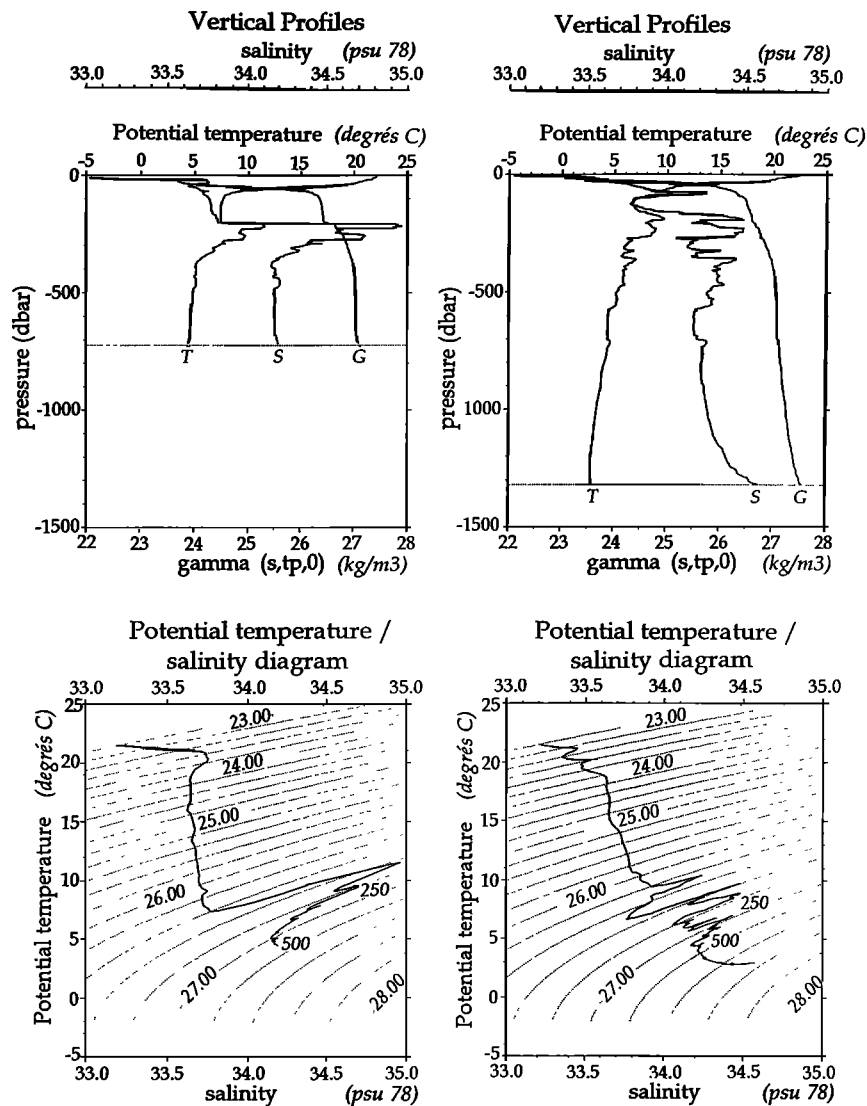 Vertical Profiles
salinity (psu 78)
33.0 33.5 34.0 34.5 35.0
Potential temperature (degrés C)
-5 0 5 10 15 20 25
0
-500
-1000
-1500
pressure (dbar)
T S G
22 23 24 25 26 27 28
gamma (s,tp,0) (kg/m3)
Vertical Profiles
salinity (psu 78)
33.0 33.5 34.0 34.5 35.0
Potential temperature (degrés C)
-5 0 5 10 15 20 25
0
-500
1000
-1500
pressure (dbar)
T S G
22 23 24 25 26 27 28
gamma (s,tp,0) (kg/m3)
Potential temperature /
salinity diagram
33.0 33.5 34.0 34.5 35.0
25
20
15
10
5
0
-5
Potential temperature (degrés C)
23.00
24.00
25.00
26.00
250
500
27.00
28.00
33.0 33.5 34.0 34.5 35.0
salinity (psu 78)
Potential temperature /
salinity diagram
33.0 33.5 34.0 34.5 35.0
25
20
15
10
5
0
-5
Potential temperature (degrés C)
23.00
24.00
25.00
26.00
250
500
27.00
28.00
33.0 33.5 34.0 34.5 35.0
salinity (psu 78)